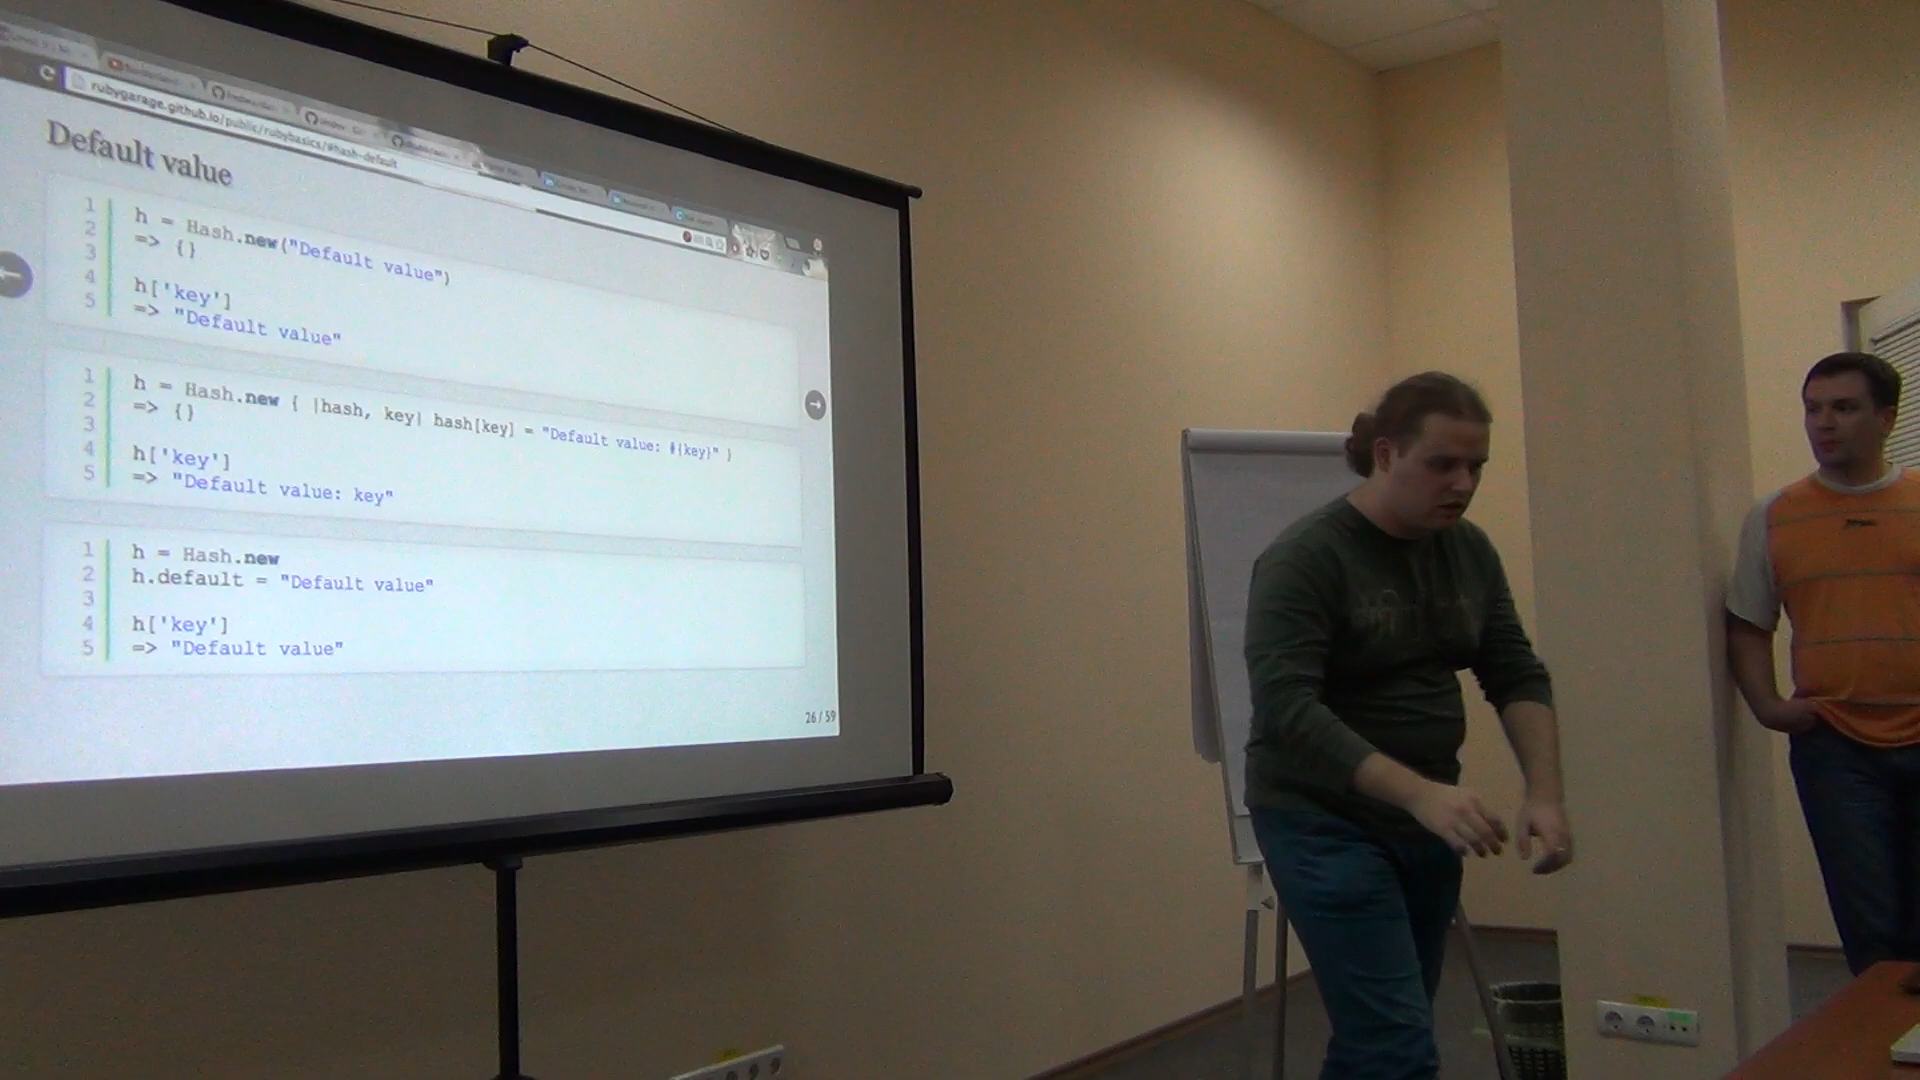 rubygarage.github.io/public/rubybasics/#hash-default
Default value
1 h = Hash.new("Default value")
2 => {}
3
4 h['key']
5 => "Default value"
1 h = Hash.new { |hash, key| hash[key] = "Default value: #{key}" }
2 => {}
3
4 h['key']
5 => "Default value: key"
1 h = Hash.new
2 h.default = "Default value"
3
4 h['key']
5 => "Default value"
26 / 59